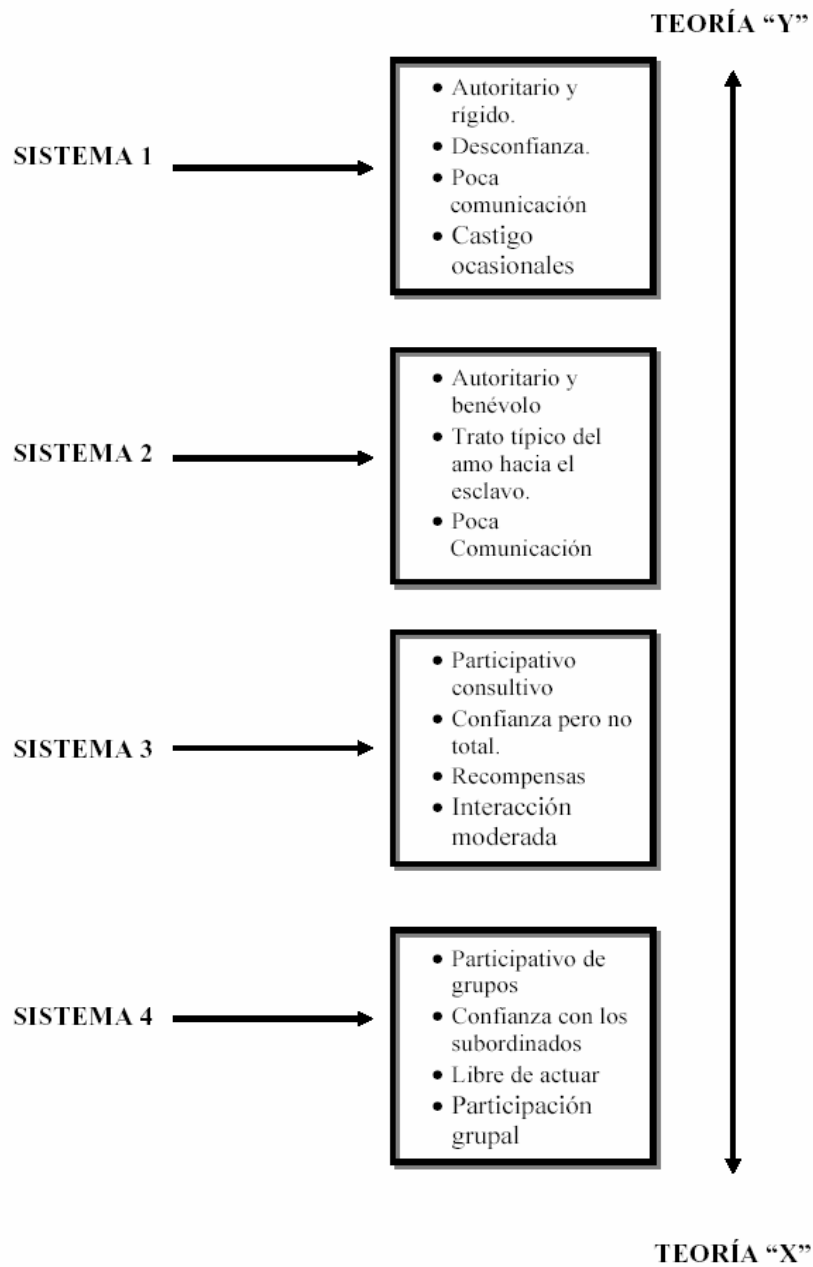 TEORÍA “Y”
SISTEMA 1
• Autoritario y
rígido.
• Desconfianza.
• Poca
comunicación
• Castigo
ocasionales
SISTEMA 2
• Autoritario y
benévolo
• Trato típico del
amo hacia el
esclavo.
• Poca
Comunicación
SISTEMA 3
• Participativo
consultivo
• Confianza pero no
total.
• Recompensas
• Interacción
moderada
SISTEMA 4
• Participativo de
grupos
• Confianza con los
subordinados
• Libre de actuar
• Participación
grupal
TEORÍA “X”